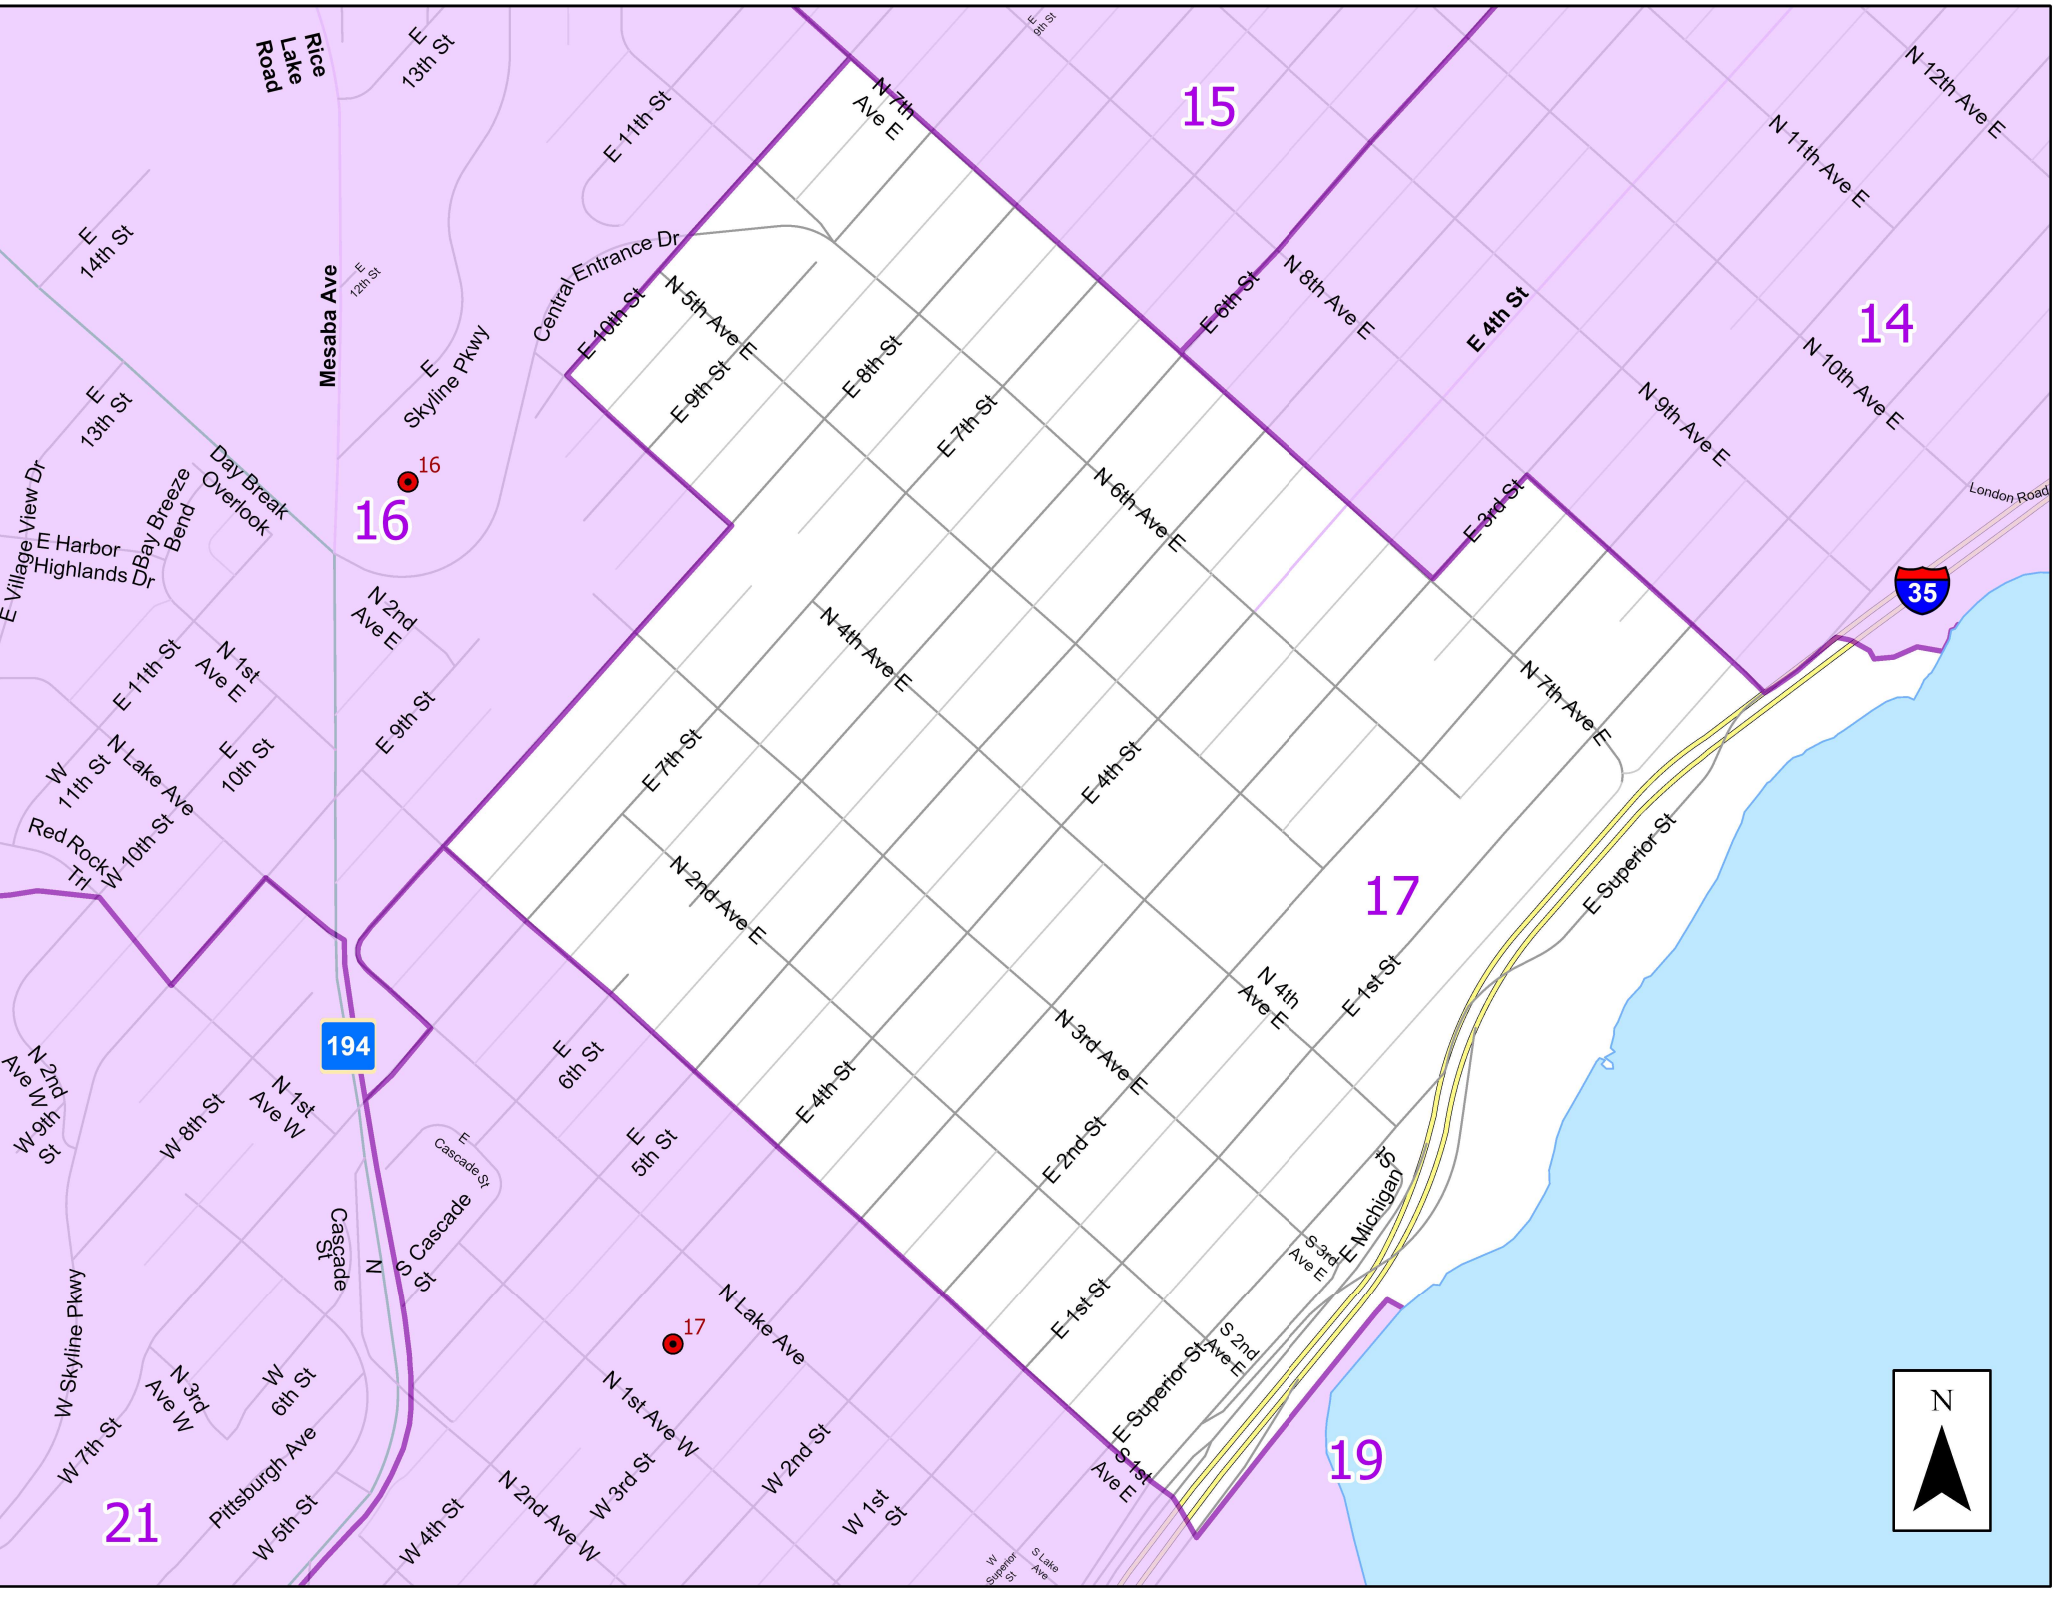 E
9th St
Rice
Lake
Road
E
13th St
N 12th Ave E
N 7th
Ave E
15
E 11th St
N 11th Ave E
E
14th St
Central Entrance Dr
E
12th St
Mesaba Ave
E 10th St
N 5th Ave E
E 6th St
N 8th Ave E
E 4th St
14
E
Skyline Pkwy
E 9th St
E 8th St
E 7th St
N 10th Ave E
N 9th Ave E
E
13th St
Day Break
Overlook
Bay Breeze
Bend
E Village View Dr
16
16
N 6th Ave E
E 3rd St
London Road
35
E Harbor
Highlands Dr
N 2nd
Ave E
N 4th Ave E
N 1st
Ave E
E 11th St
E 9th St
N 7th Ave E
N Lake Ave
E
10th St
W
11th St
E 7th St
E 4th St
Red Rock
Trl
W 10th St
E Superior St
N 2nd Ave E
17
N 4th
Ave E
E 1st St
194
N 3rd Ave E
N 2nd
Ave W
W 9th
St
W 8th St
N 1st
Ave W
E
6th St
E 4th St
E
5th St
E 2nd St
E
Cascade St
E Michigan
St
N
Cascade
St
S Cascade
St
S 3rd
Ave E
W Skyline Pkwy
E 1st St
N Lake Ave
17
S 2nd
Ave E
E Superior St
N 3rd
Ave W
W
6th St
N 1st Ave W
W 7th St
Pittsburgh Ave
W 2nd St
S 1st
Ave E
19
N
21
W 5th St
W 4th St
N 2nd Ave W
W 3rd St
W 1st
St
W
Superior
St
S Lake
Ave